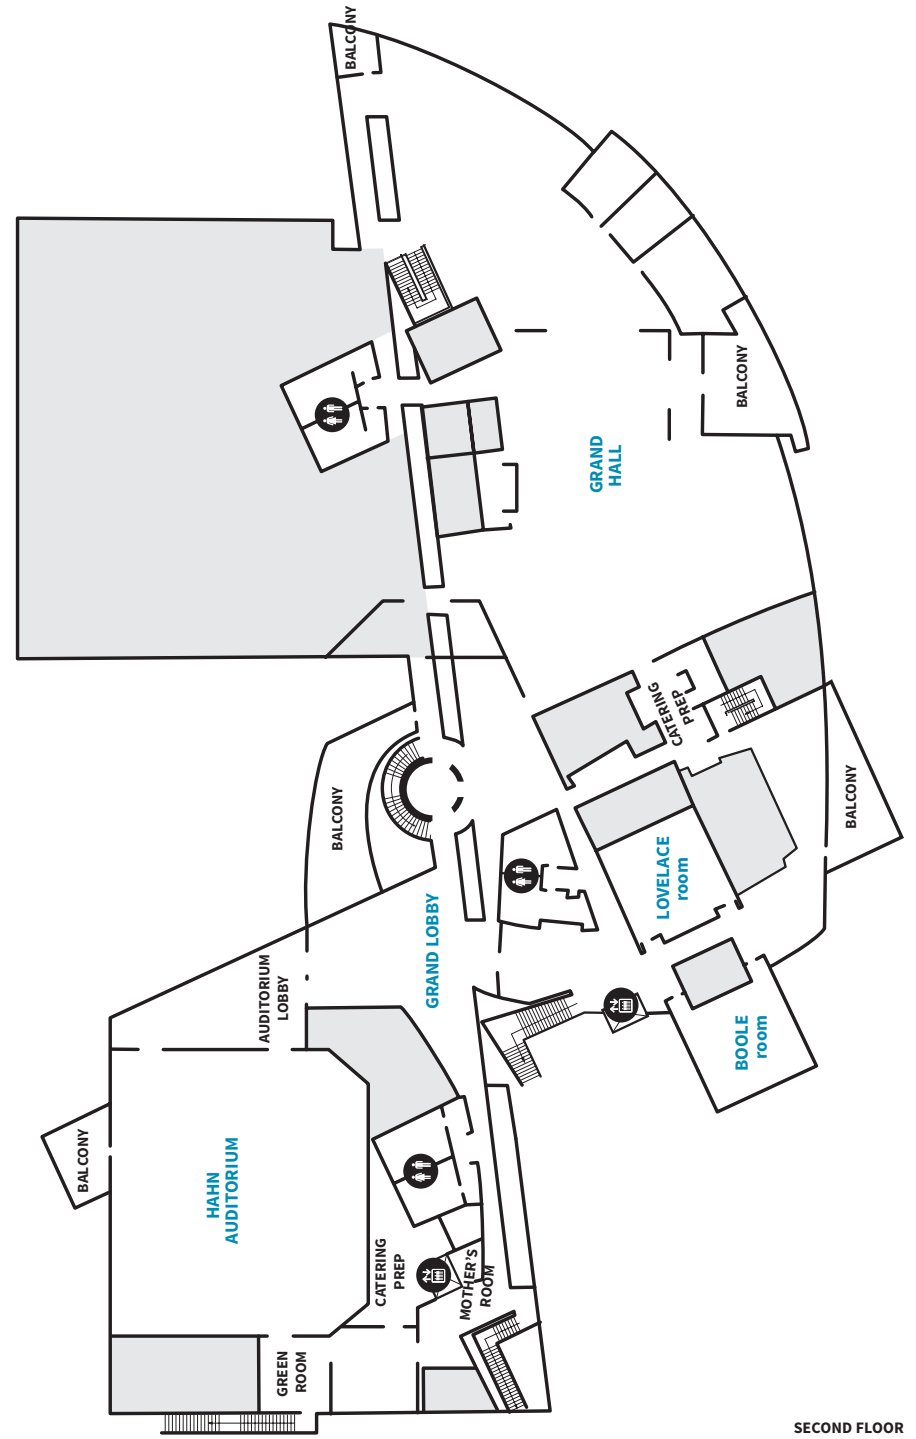 BALCONY
BALCONY
GRAND
HALL
CATERING
PREP
BALCONY
BALCONY
LOVELACE
room
GRAND LOBBY
AUDITORIUM
LOBBY
BOOLE
room
BALCONY
HAHN
AUDITORIUM
CATERING
PREP
MOTHER'S
ROOM
GREEN
ROOM
SECOND FLOOR